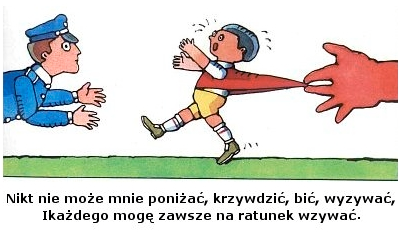 Nikt nie może mnie poniżać, krzywdzić, bić, wyzywać,
Ikażdego mogę zawsze na ratunek wzywać.